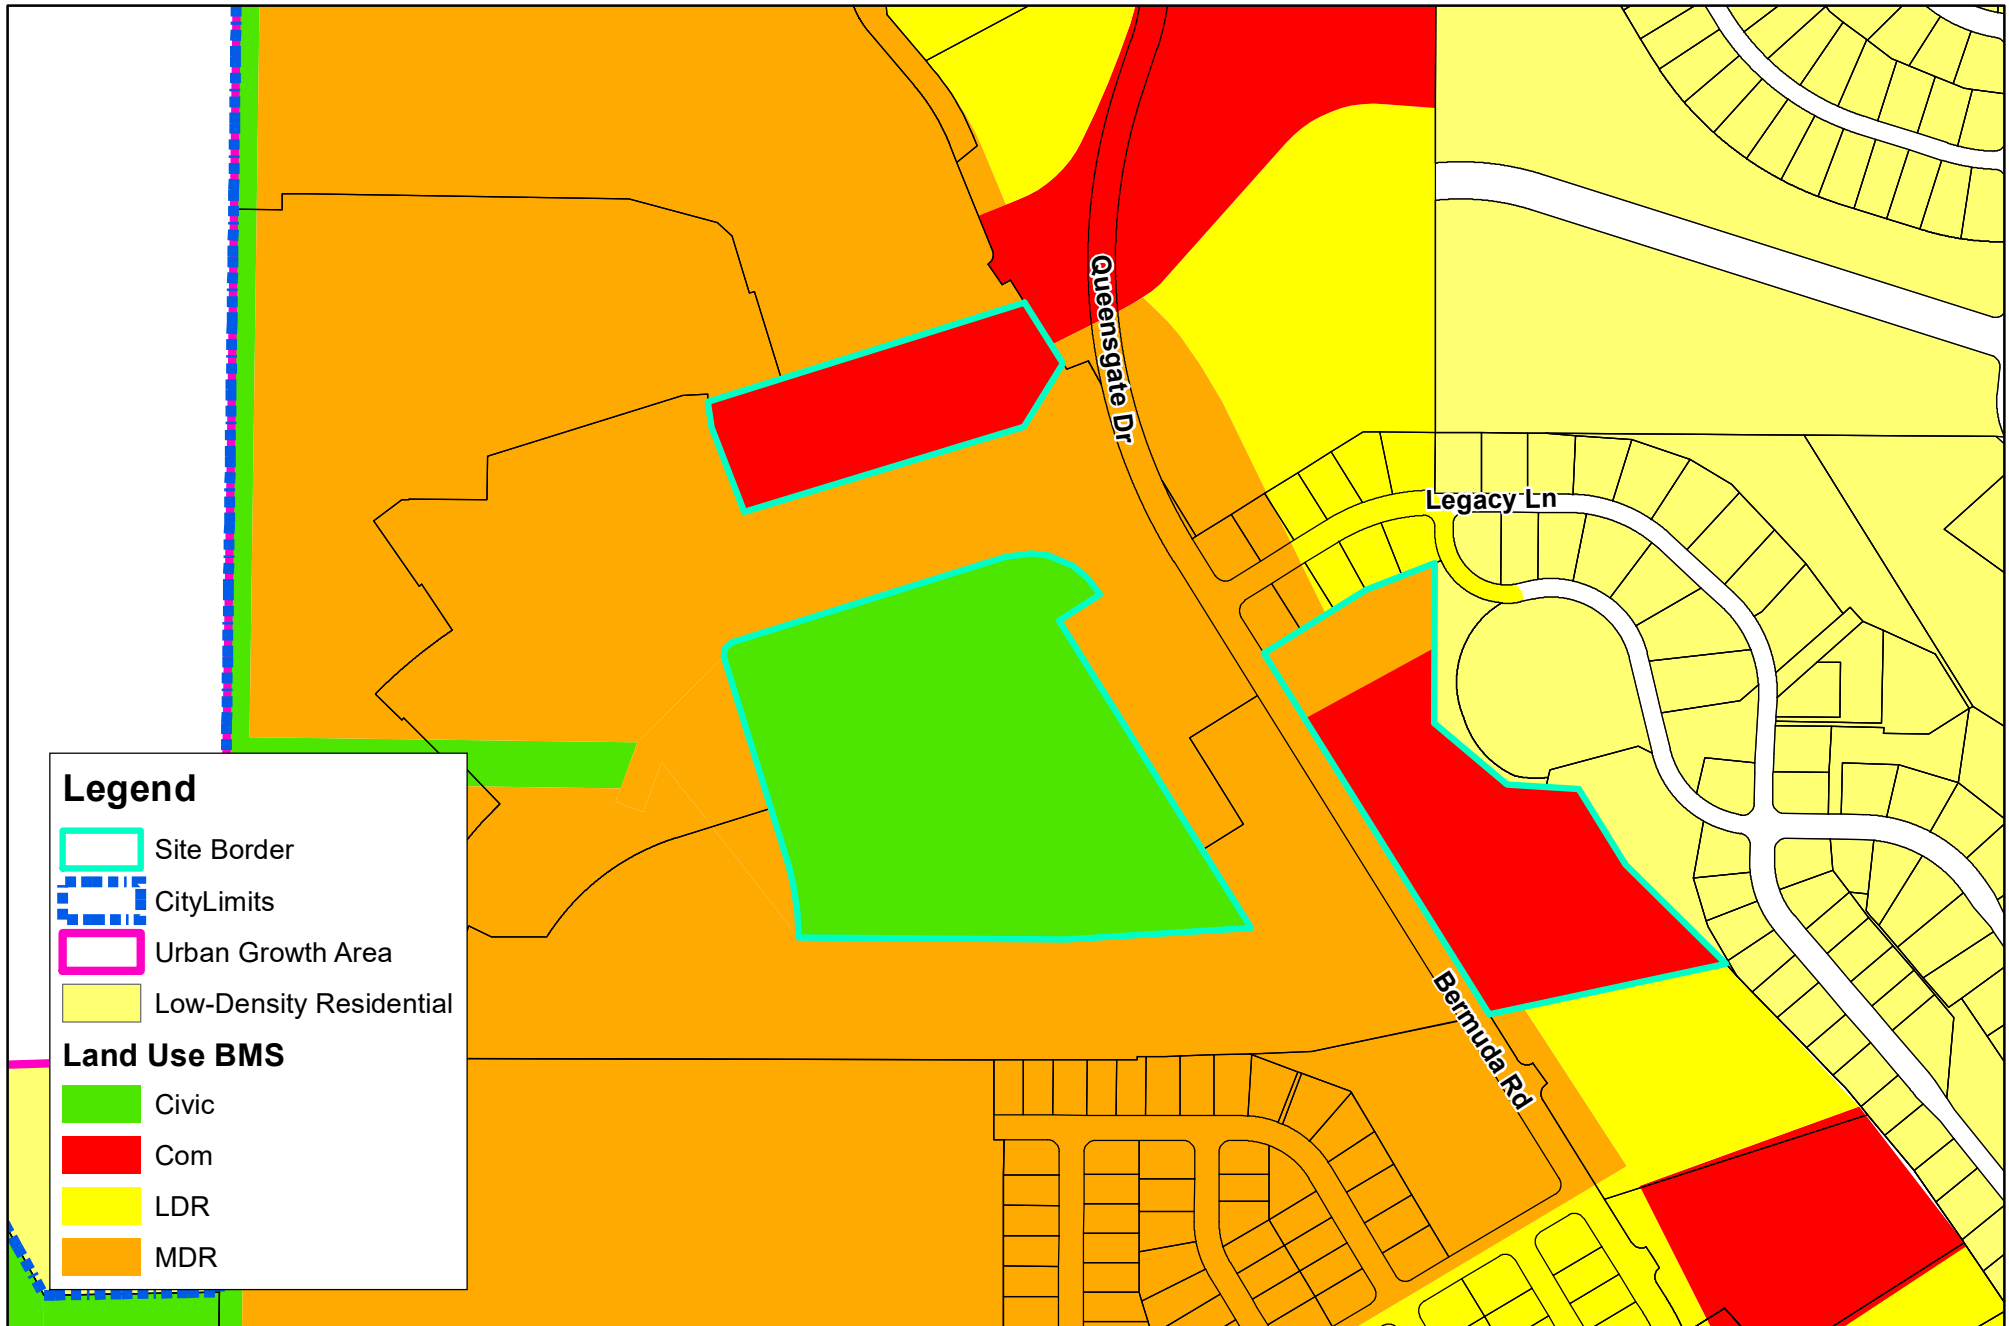 Queensgate Dr
Legacy Ln
Bermuda Rd
Legend
Site Border
CityLimits
Urban Growth Area
Low-Density Residential
Land Use BMS
Civic
Com
LDR
MDR